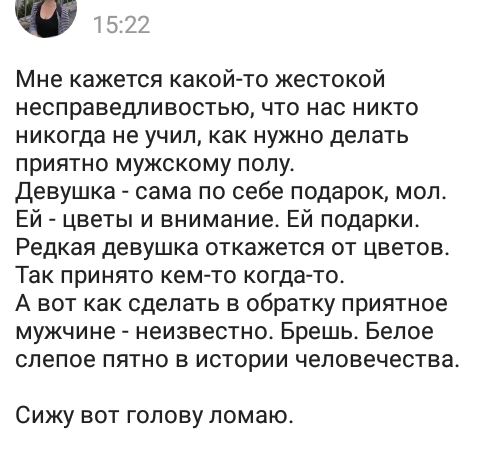 15:22
Мне кажется какой-то жестокой
несправедливостью, что нас никто
никогда не учил, как нужно делать
приятно мужскому полу.
Девушка - сама по себе подарок, мол.
Ей - цветы и внимание. Ей подарки.
Редкая девушка откажется от цветов.
Так принято кем-то когда-то.
А вот как сделать в обратку приятное
мужчине - неизвестно. Брешь. Белое
слепое пятно в истории человечества.
Сижу вот голову ломаю.